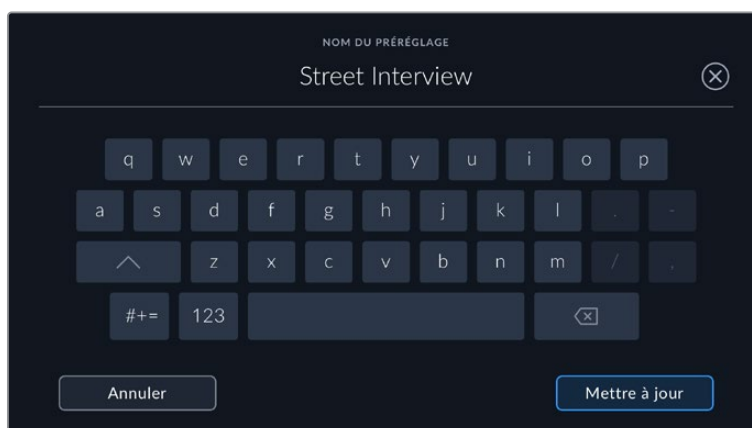 NOM DU PRÉRÉGLAGE
Street Interview
q w e r t y u i o p
a s d f g h j k l . -
z x c v b n m / ,
#+= 123
Annuler Mettre à jour